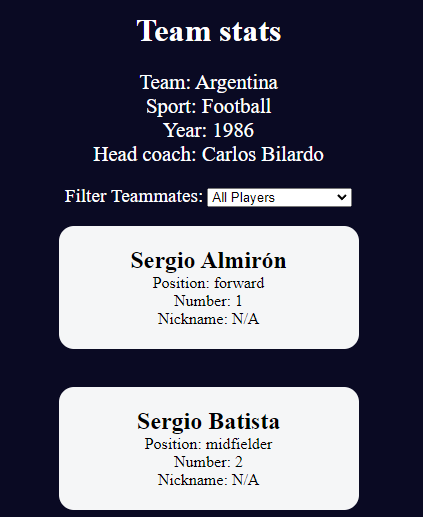 Team stats
Team: Argentina
Sport: Football
Year: 1986
Head coach: Carlos Bilardo
Filter Teammates: All Players
Sergio Almirón
Position: forward
Number: 1
Nickname: N/A
Sergio Batista
Position: midfielder
Number: 2
Nickname: N/A